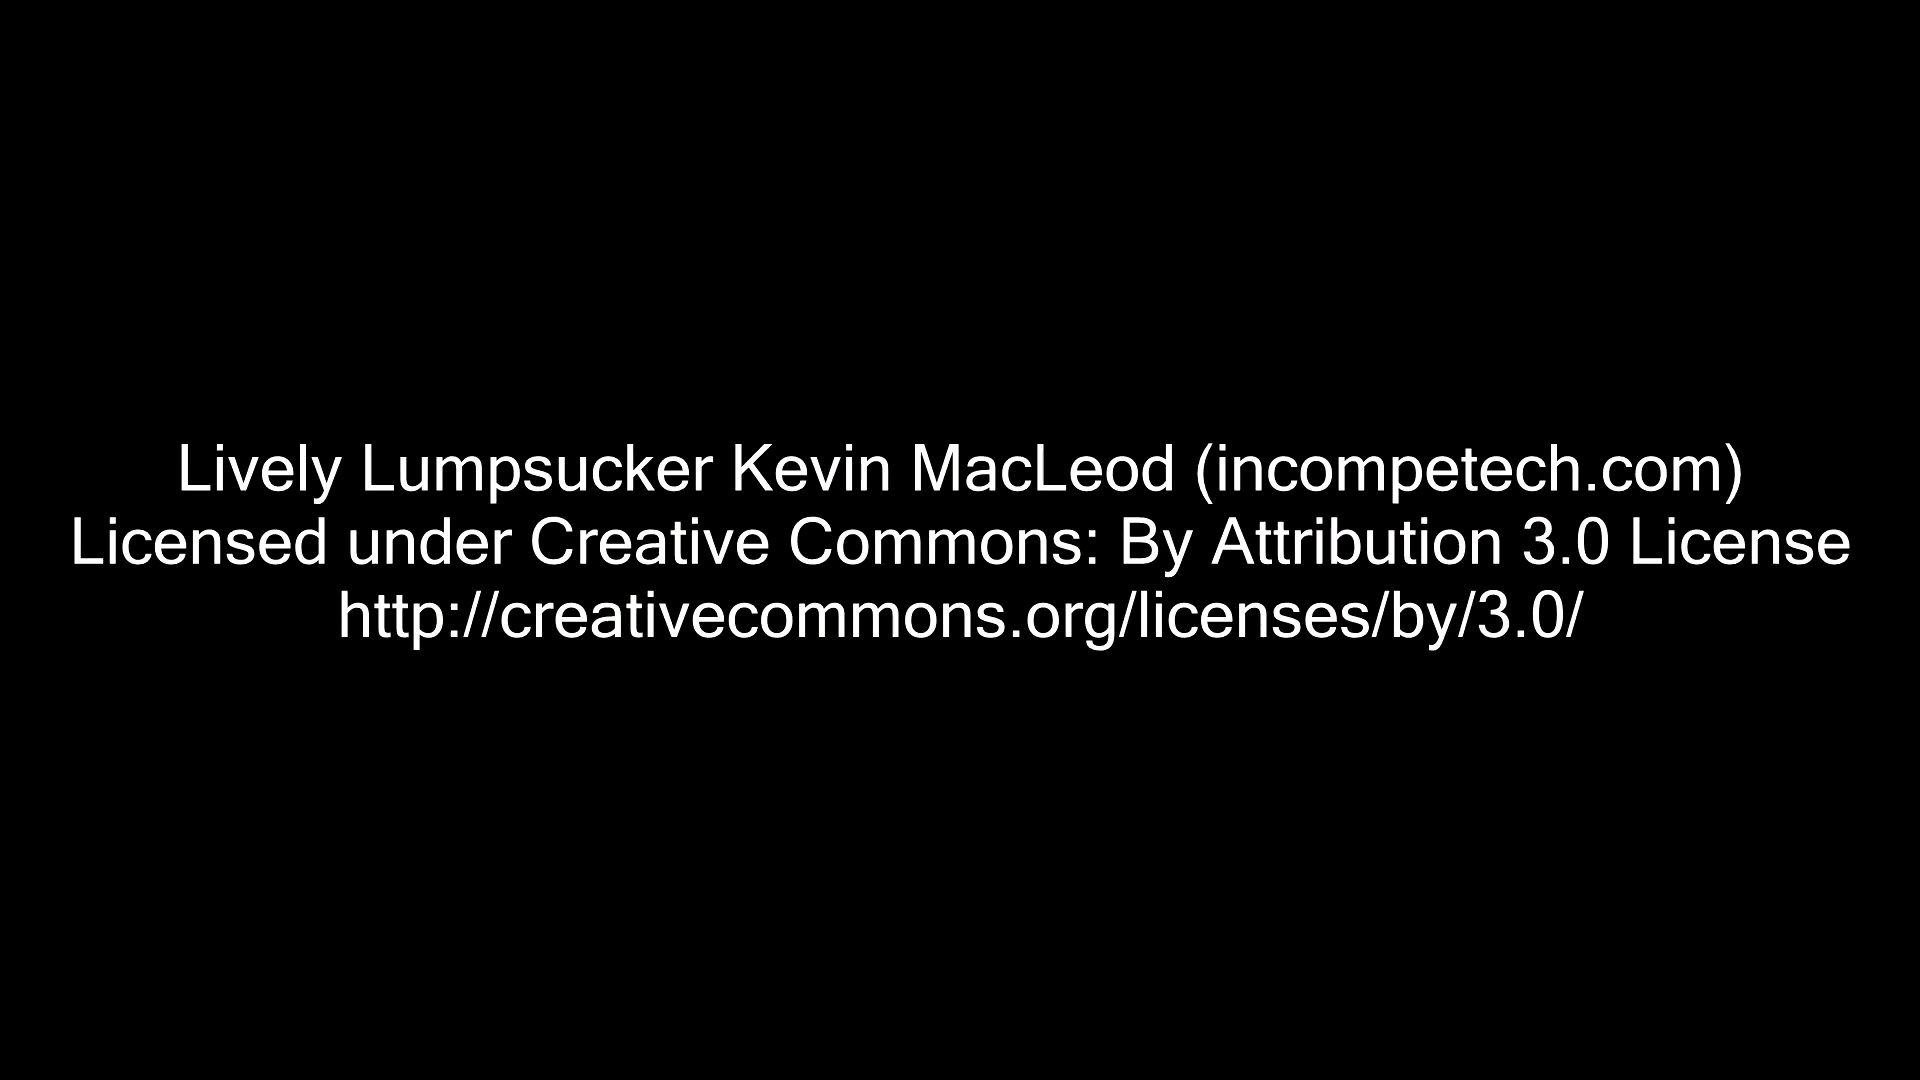 Lively Lumpsucker Kevin MacLeod (incompetech.com)
Licensed under Creative Commons: By Attribution 3.0 License
http://creativecommons.org/licenses/by/3.0/